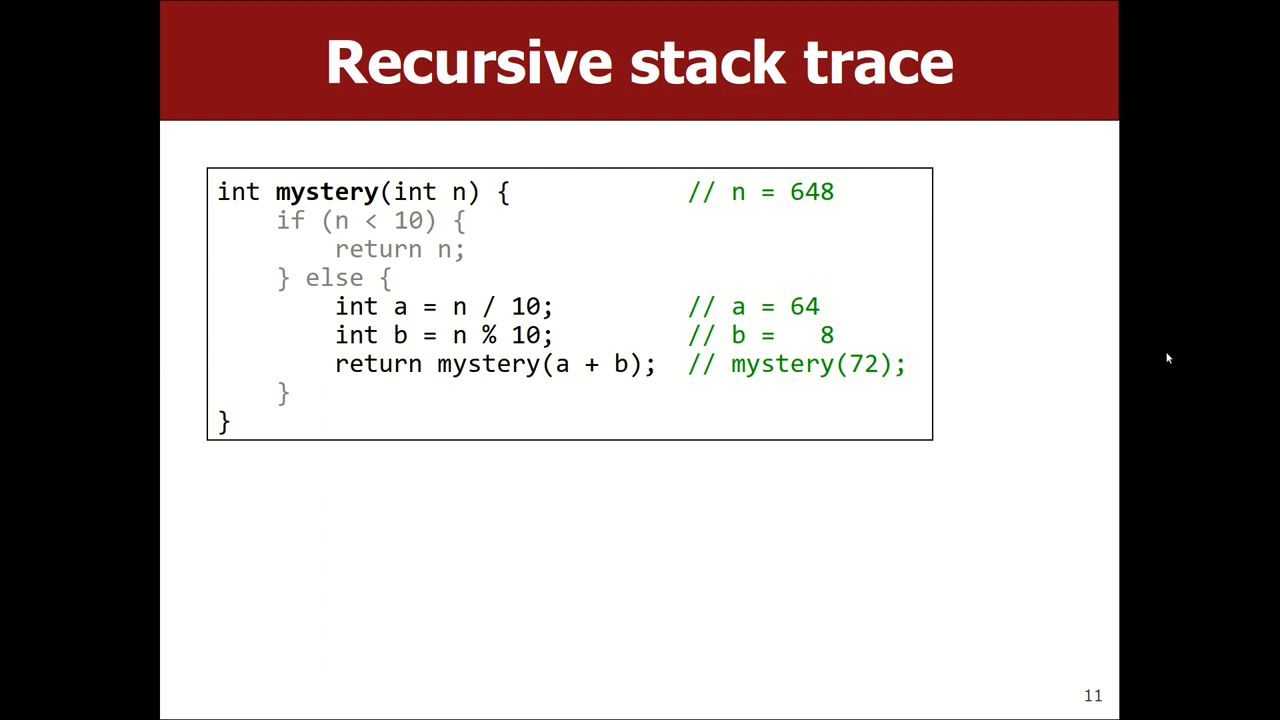 Recursive stack trace
int mystery(int n) {            // n = 648
    if (n < 10) {
        return n;
    } else {
        int a = n / 10;         // a = 64
        int b = n % 10;         // b =   8
        return mystery(a + b);  // mystery(72);
    }
}
11